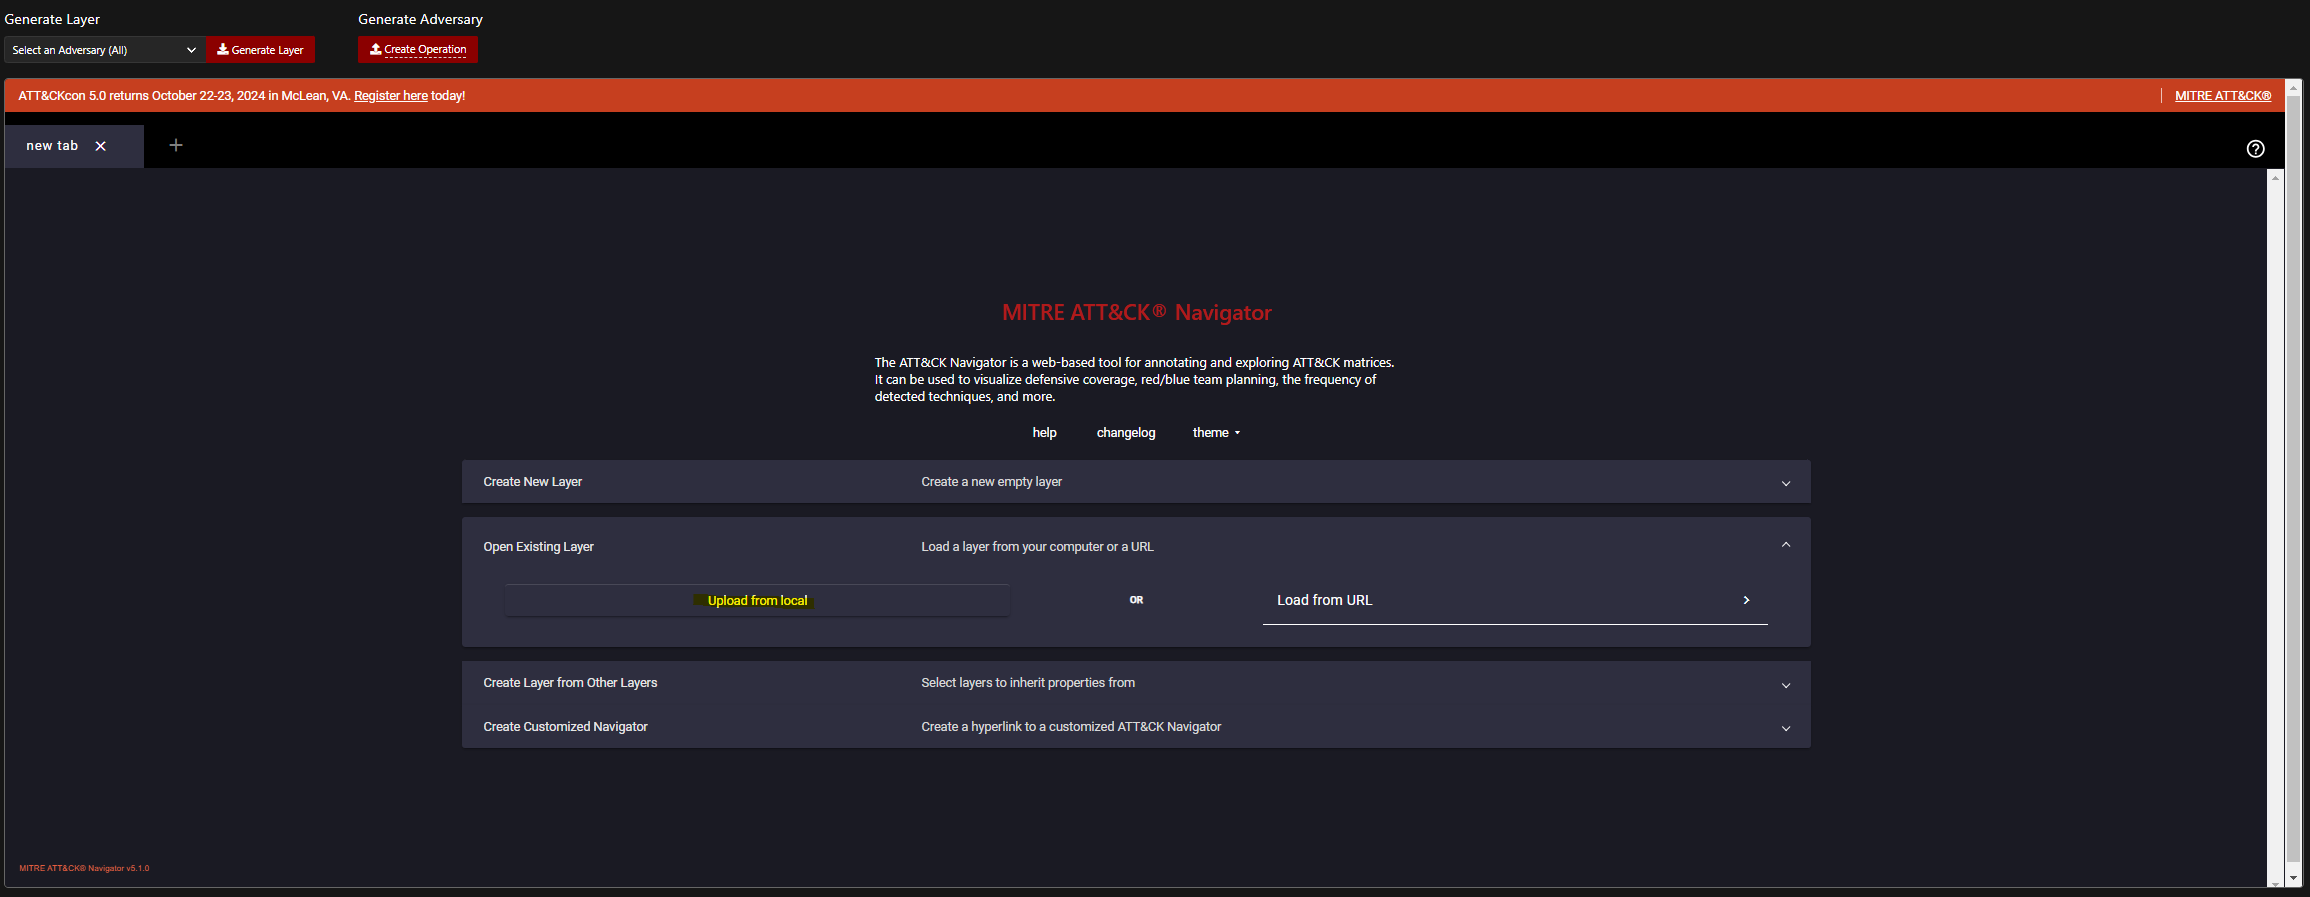 Generate Layer
Generate Adversary
Select an Adversary (All)
Generate Layer
Create Operation
ATT&CKcon 5.0 returns October 22-23, 2024 in McLean, VA. Register here today!
MITRE ATT&CK®
new tab
MITRE ATT&CK® Navigator
The ATT&CK Navigator is a web-based tool for annotating and exploring ATT&CK matrices.
It can be used to visualize defensive coverage, red/blue team planning, the frequency of
detected techniques, and more.
help changelog theme
Create New Layer
Create a new empty layer
Open Existing Layer
Load a layer from your computer or a URL
Upload from local
OR
Load from URL
Create Layer from Other Layers
Select layers to inherit properties from
Create Customized Navigator
Create a hyperlink to a customized ATT&CK Navigator
MITRE ATT&CK® Navigator v5.1.0